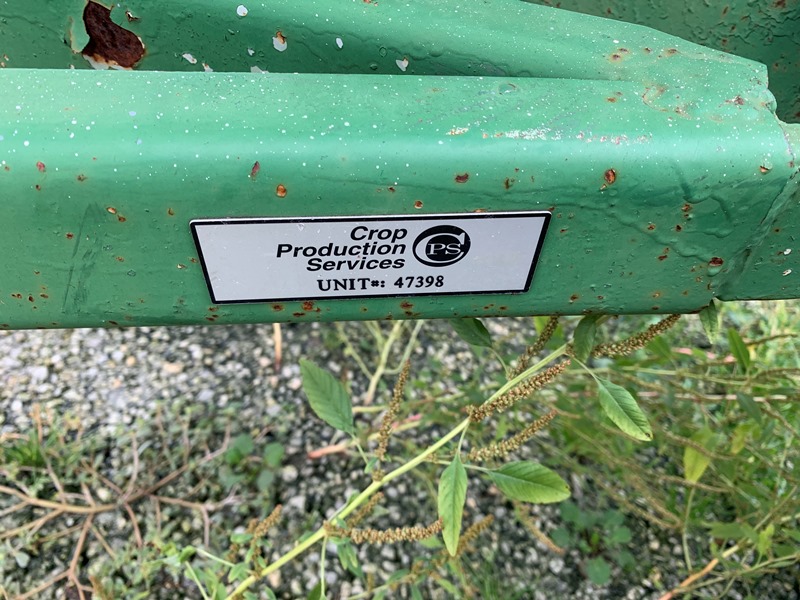 Crop
Production
Services
CPS
UNIT#: 47398